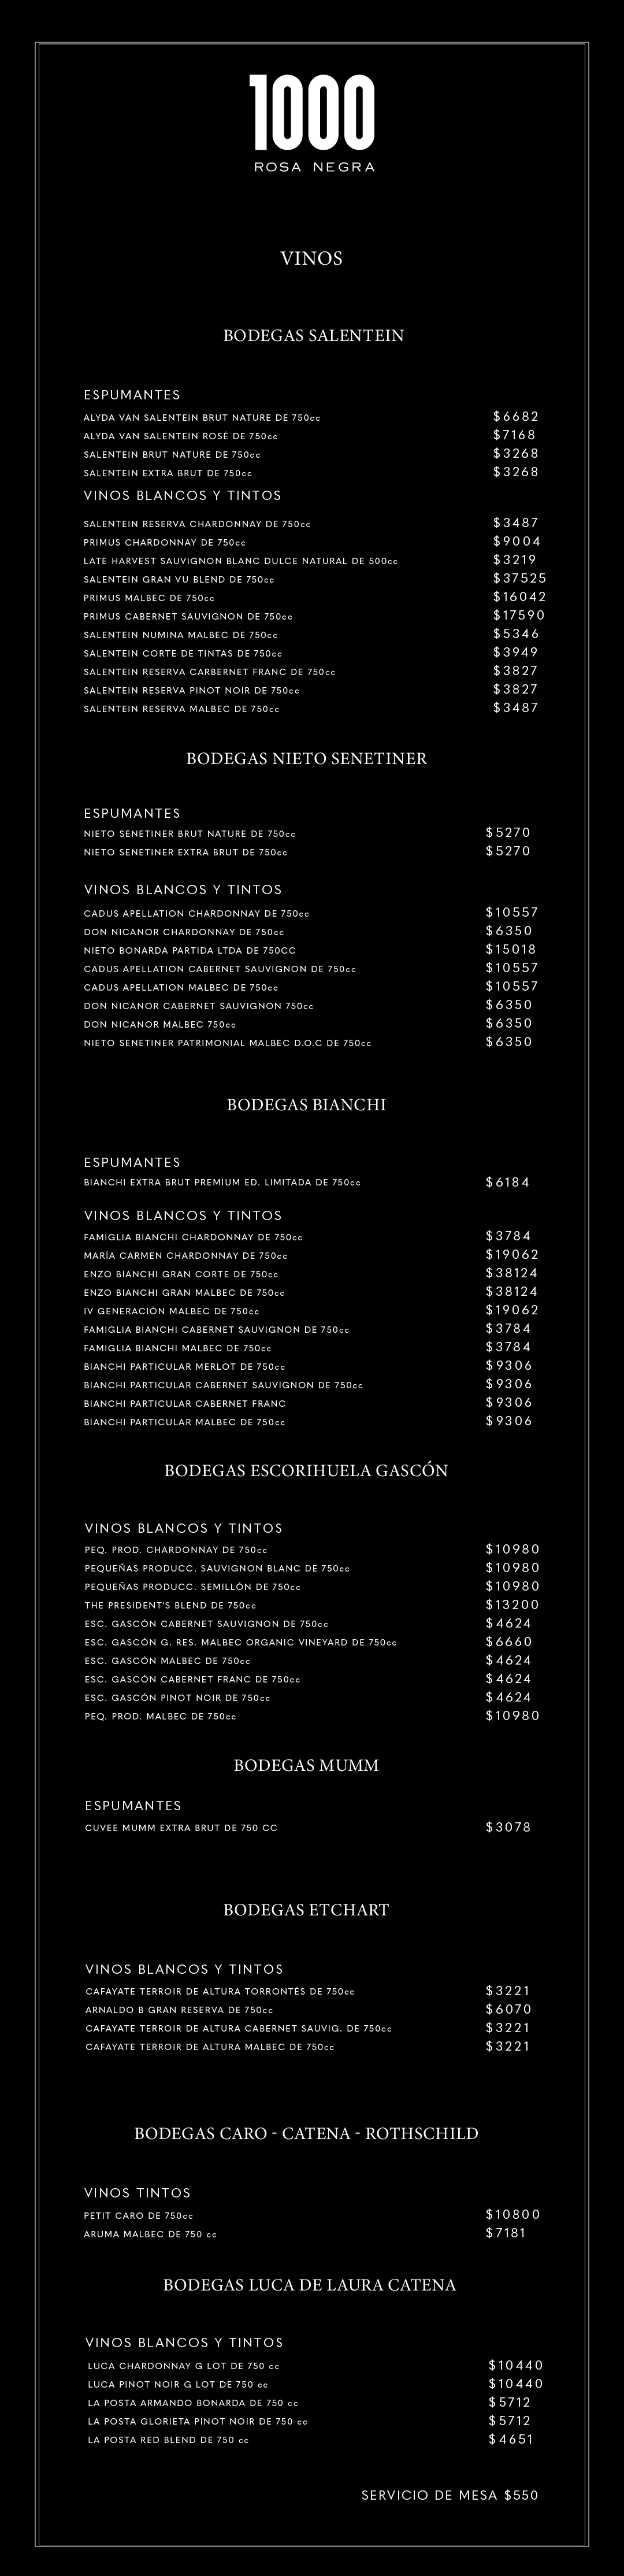 1000
ROSA NEGRA
VINOS
BODEGAS SALENTEIN
ESPUMANTES
ALYDA VAN SALENTEIN BRUT NATURE DE 750cc $6682
ALYDA VAN SALENTEIN ROSÉ DE 750cc $7168
SALENTEIN BRUT NATURE DE 750cc $3268
SALENTEIN EXTRA BRUT DE 750cc $3268
VINOS BLANCOS Y TINTOS
SALENTEIN RESERVA CHARDONNAY DE 750cc $3487
PRIMUS CHARDONNAY DE 750cc $9004
LATE HARVEST SAUVIGNON BLANC DULCE NATURAL DE 500cc $3219
SALENTEIN GRAN VU BLEND DE 750cc $37525
PRIMUS MALBEC DE 750cc $16042
PRIMUS CABERNET SAUVIGNON DE 750cc $17590
SALENTEIN NUMINA MALBEC DE 750cc $5346
SALENTEIN CORTE DE TINTAS DE 750cc $3949
SALENTEIN RESERVA CARBERNET FRANC DE 750cc $3827
SALENTEIN RESERVA PINOT NOIR DE 750cc $3827
SALENTEIN RESERVA MALBEC DE 750cc $3487
BODEGAS NIETO SENETINER
ESPUMANTES
NIETO SENETINER BRUT NATURE DE 750cc $5270
NIETO SENETINER EXTRA BRUT DE 750cc $5270
VINOS BLANCOS Y TINTOS
CADUS APELLATION CHARDONNAY DE 750cc $10557
DON NICANOR CHARDONNAY DE 750cc $6350
NIETO BONARDA PARTIDA LTDA DE 750CC $15018
CADUS APELLATION CABERNET SAUVIGNON DE 750cc $10557
CADUS APELLATION MALBEC DE 750cc $10557
DON NICANOR CABERNET SAUVIGNON 750cc $6350
DON NICANOR MALBEC 750cc $6350
NIETO SENETINER PATRIMONIAL MALBEC D.O.C DE 750cc $6350
BODEGAS BIANCHI
ESPUMANTES
BIANCHI EXTRA BRUT PREMIUM ED. LIMITADA DE 750cc $6184
VINOS BLANCOS Y TINTOS
FAMIGLIA BIANCHI CHARDONNAY DE 750cc $3784
MARÍA CARMEN CHARDONNAY DE 750cc $19062
ENZO BIANCHI GRAN CORTE DE 750cc $38124
ENZO BIANCHI GRAN MALBEC DE 750cc $38124
IV GENERACIÓN MALBEC DE 750cc $19062
FAMIGLIA BIANCHI CABERNET SAUVIGNON DE 750cc $3784
FAMIGLIA BIANCHI MALBEC DE 750cc $3784
BIANCHI PARTICULAR MERLOT DE 750cc $9306
BIANCHI PARTICULAR CABERNET SAUVIGNON DE 750cc $9306
BIANCHI PARTICULAR CABERNET FRANC $9306
BIANCHI PARTICULAR MALBEC DE 750cc $9306
BODEGAS ESCORIHUELA GASCÓN
VINOS BLANCOS Y TINTOS
PEQ. PROD. CHARDONNAY DE 750cc $10980
PEQUEÑAS PRODUCC. SAUVIGNON BLANC DE 750cc $10980
PEQUEÑAS PRODUCC. SEMILLÓN DE 750cc $10980
THE PRESIDENT'S BLEND DE 750cc $13200
ESC. GASCÓN CABERNET SAUVIGNON DE 750cc $4624
ESC. GASCÓN G. RES. MALBEC ORGANIC VINEYARD DE 750cc $6660
ESC. GASCÓN MALBEC DE 750cc $4624
ESC. GASCÓN CABERNET FRANC DE 750cc $4624
ESC. GASCÓN PINOT NOIR DE 750cc $4624
PEQ. PROD. MALBEC DE 750cc $10980
BODEGAS MUMM
ESPUMANTES
CUVEE MUMM EXTRA BRUT DE 750 CC $3078
BODEGAS ETCHART
VINOS BLANCOS Y TINTOS
CAFAYATE TERROIR DE ALTURA TORRONTÉS DE 750cc $3221
ARNALDO B GRAN RESERVA DE 750cc $6070
CAFAYATE TERROIR DE ALTURA CABERNET SAUVIG. DE 750cc $3221
CAFAYATE TERROIR DE ALTURA MALBEC DE 750cc $3221
BODEGAS CARO - CATENA - ROTHSCHILD
VINOS TINTOS
PETIT CARO DE 750cc $10800
ARUMA MALBEC DE 750 cc $7181
BODEGAS LUCA DE LAURA CATENA
VINOS BLANCOS Y TINTOS
LUCA CHARDONNAY G LOT DE 750 cc $10440
LUCA PINOT NOIR G LOT DE 750 cc $10440
LA POSTA ARMANDO BONARDA DE 750 cc $5712
LA POSTA GLORIETA PINOT NOIR DE 750 cc $5712
LA POSTA RED BLEND DE 750 cc $4651
SERVICIO DE MESA $550